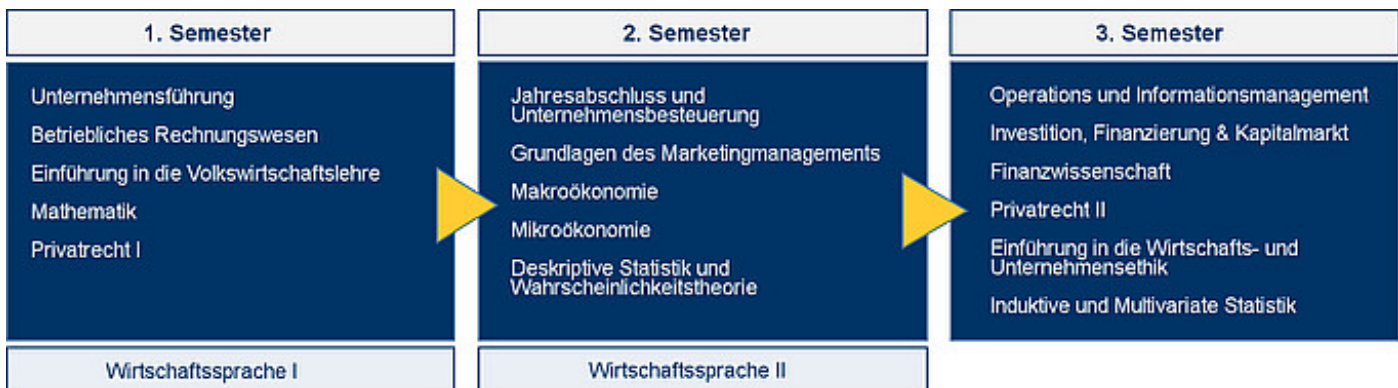 1. Semester
Unternehmensführung
Betriebliches Rechnungswesen
Einführung in die Volkswirtschaftslehre
Mathematik
Privatrecht I
Wirtschaftssprache I
2. Semester
Jahresabschluss und
Unternehmensbesteuerung
Grundlagen des Marketingmanagements
Makroökonomie
Mikroökonomie
Deskriptive Statistik und
Wahrscheinlichkeitstheorie
Wirtschaftssprache II
3. Semester
Operations und Informationsmanagement
Investition, Finanzierung & Kapitalmarkt
Finanzwissenschaft
Privatrecht II
Einführung in die Wirtschafts- und
Unternehmensethik
Induktive und Multivariate Statistik